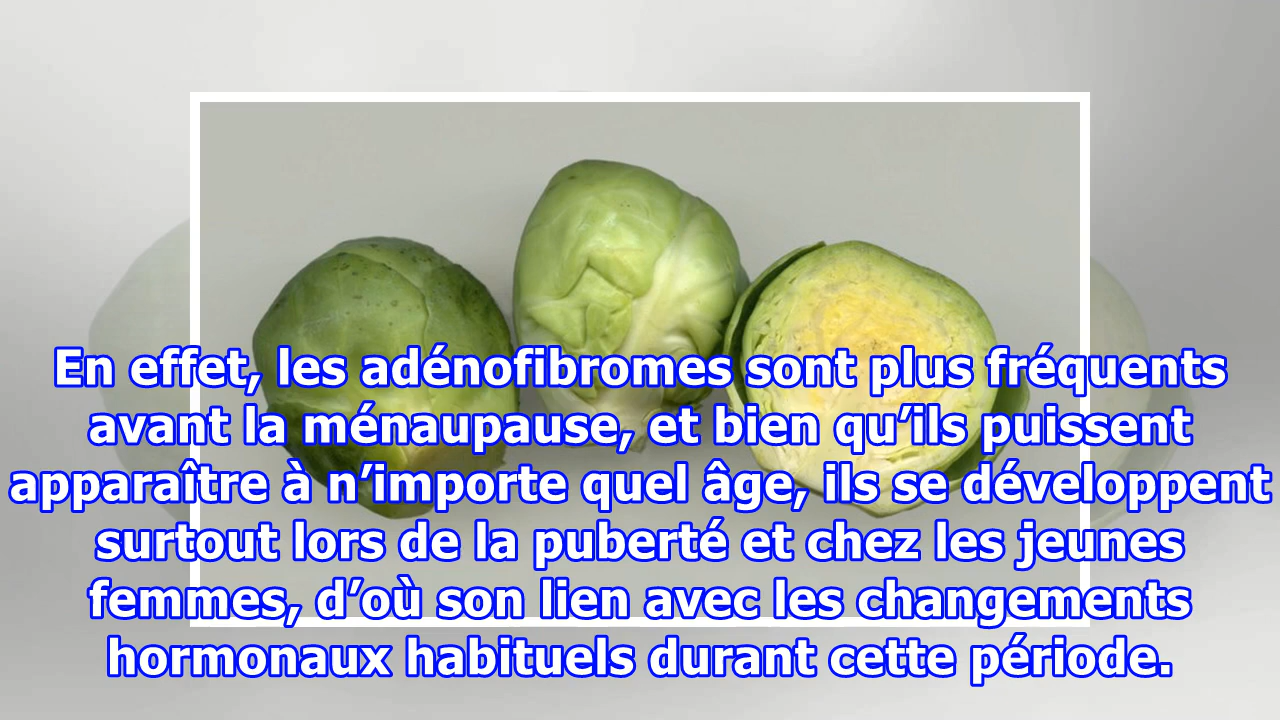 En effet, les adénofibromes sont plus fréquents
avant la ménaupause, et bien qu’ils puissent
apparaître à n’importe quel âge, ils se développent
surtout lors de la puberté et chez les jeunes
femmes, d’où son lien avec les changements
hormonaux habituels durant cette période.